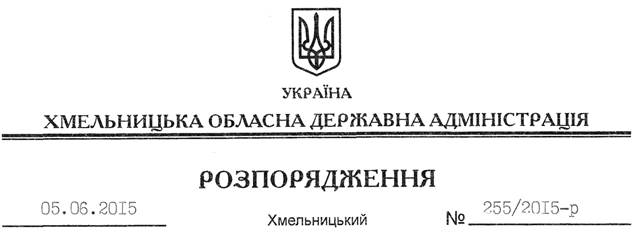 УКРАЇНА
ХМЕЛЬНИЦЬКА ОБЛАСНА ДЕРЖАВНА АДМІНІСТРАЦІЯ
РОЗПОРЯДЖЕННЯ
05.06.2015 Хмельницький № 255/2015-р